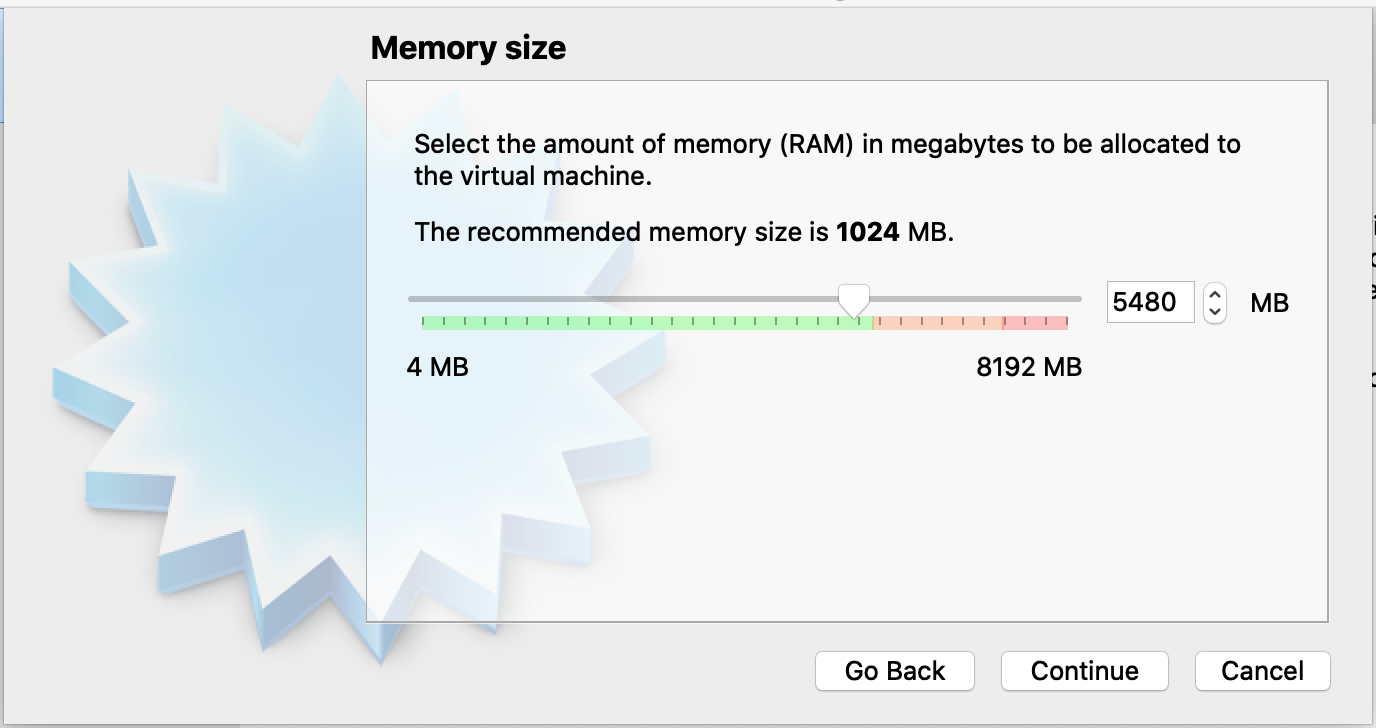 Memory size
Select the amount of memory (RAM) in megabytes to be allocated to
the virtual machine.
The recommended memory size is 1024 MB.
5480 MB
4 MB 8192 MB
Go Back Continue Cancel